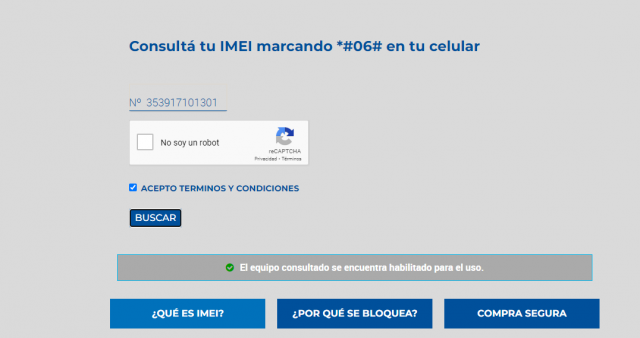 Consultá tu IMEI marcando *#06# en tu celular
Nº 353917101301
No soy un robot
reCAPTCHA
Privacidad • Términos
ACEPTO TERMINOS Y CONDICIONES
BUSCAR
El equipo consultado se encuentra habilitado para el uso.
¿QUÉ ES IMEI?
¿POR QUÉ SE BLOQUEA?
COMPRA SEGURA